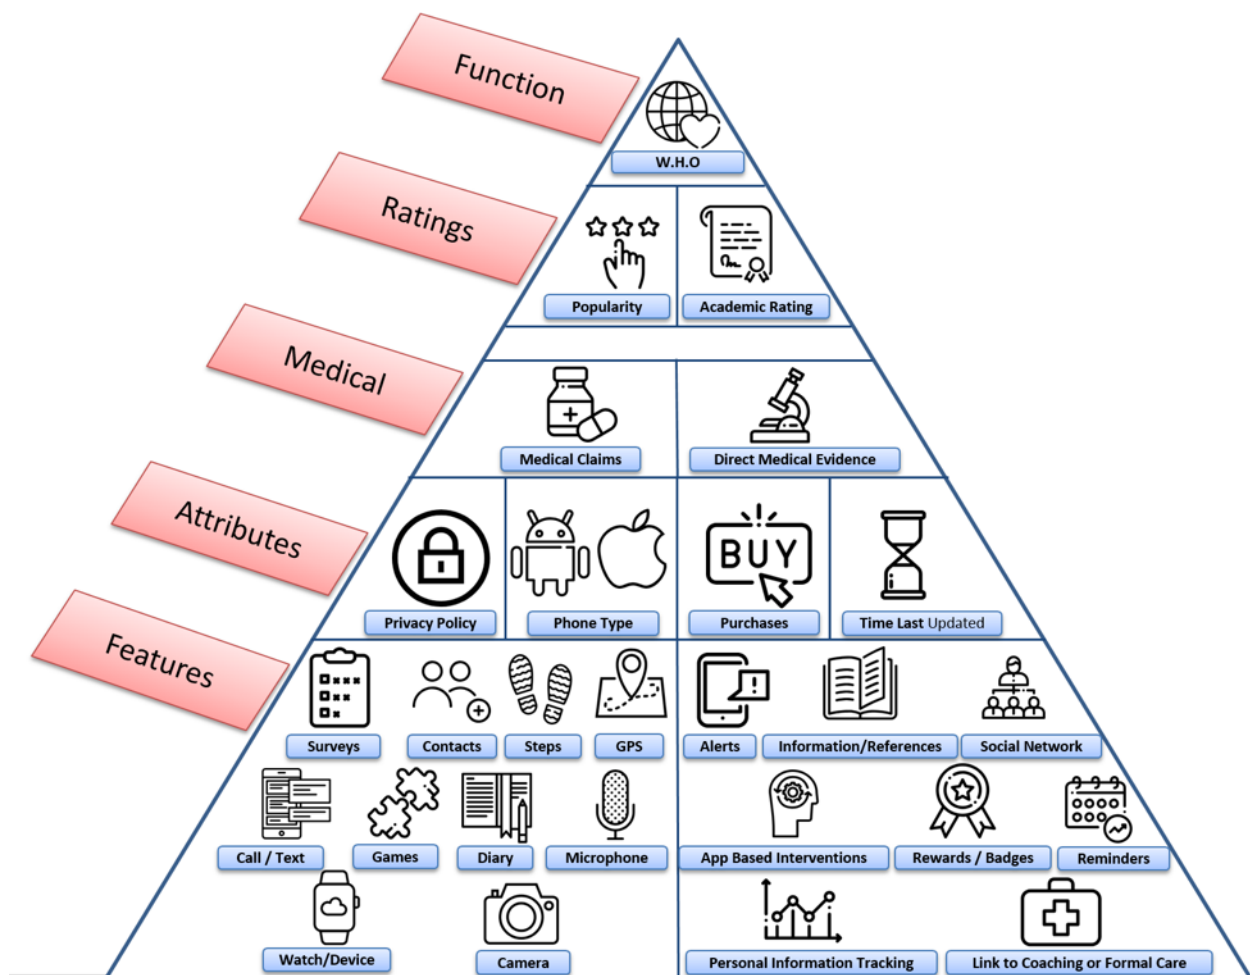 Function
W.H.O
Ratings
Popularity
Academic Rating
Medical
Medical Claims
Direct Medical Evidence
Attributes
BUY
Privacy Policy
Phone Type
Purchases
Time Last Updated
Features
Surveys
Contacts
Steps
GPS
Alerts
Information/References
Social Network
Call / Text
Games
Diary
Microphone
App Based Interventions
Rewards / Badges
Reminders
Watch/Device
Camera
Personal Information Tracking
Link to Coaching or Formal Care